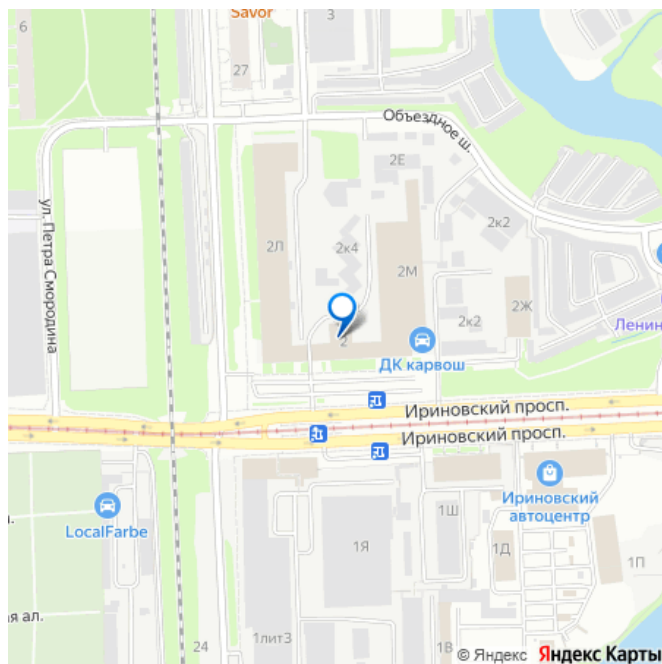 Savor
6
3
27
Объездное ш.
2Е
ул. Петра Смородина
2к2
2Л
2к4
2М
2Ж
2к2
Ленин
2
ДК карвош
Ириновский просп.
Ириновский просп.
Ириновский
автоцентр
LocalFarbe
1Ш
1Я
1Д
1П
ая ал.
24
1лит3
1В
© Яндекс Яндекс Карты